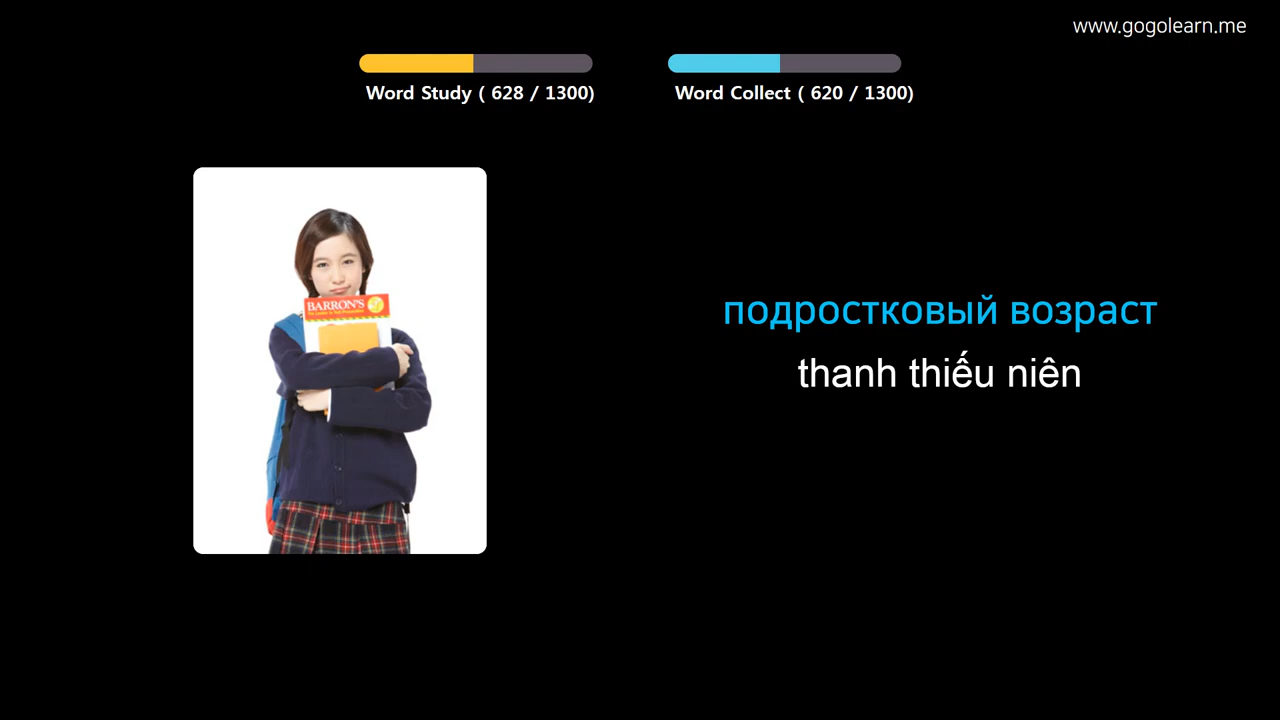 www.gogolearn.me
Word Study ( 628 / 1300)
Word Collect ( 620 / 1300)
BARRON'S
подростковый возраст
thanh thiếu niên